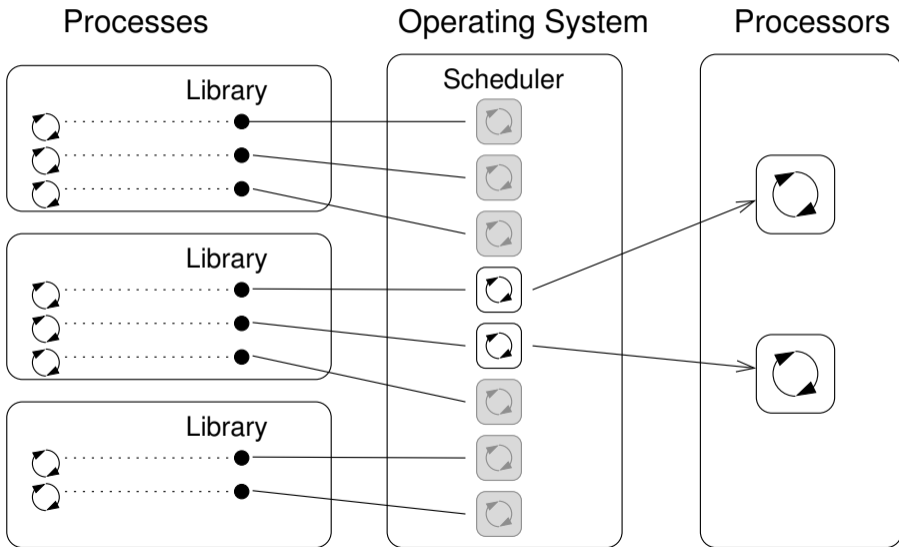 Processes
Operating System
Processors
Library
Scheduler
Library
Library